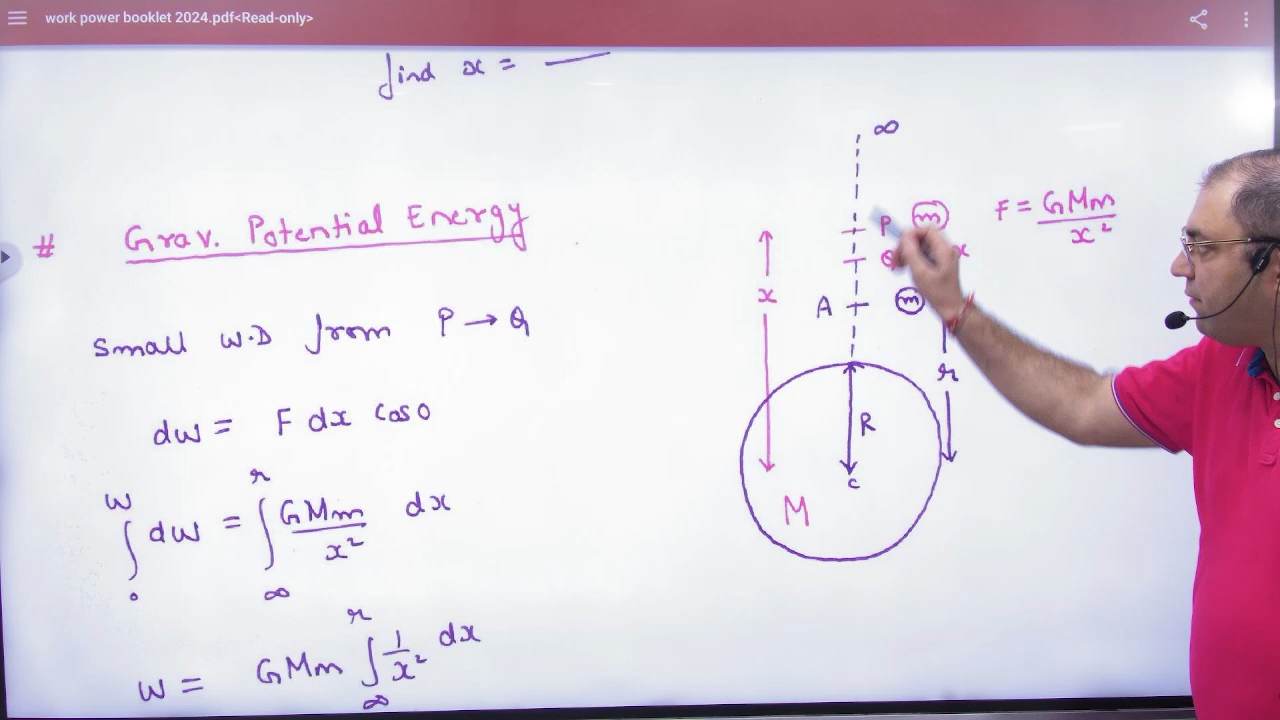 work power booklet 2024.pdf<Read-only>
find x = —
# Grav. Potential Energy
Small W.D from P → Q
dw = F dx cos 0
∫₀^W dw = ∫_∞^r GMm/x² dx
W = GMm ∫_∞^r 1/x² dx
∞
P m
Q x
A m
x
r
R
c
M
F = GMm/x²